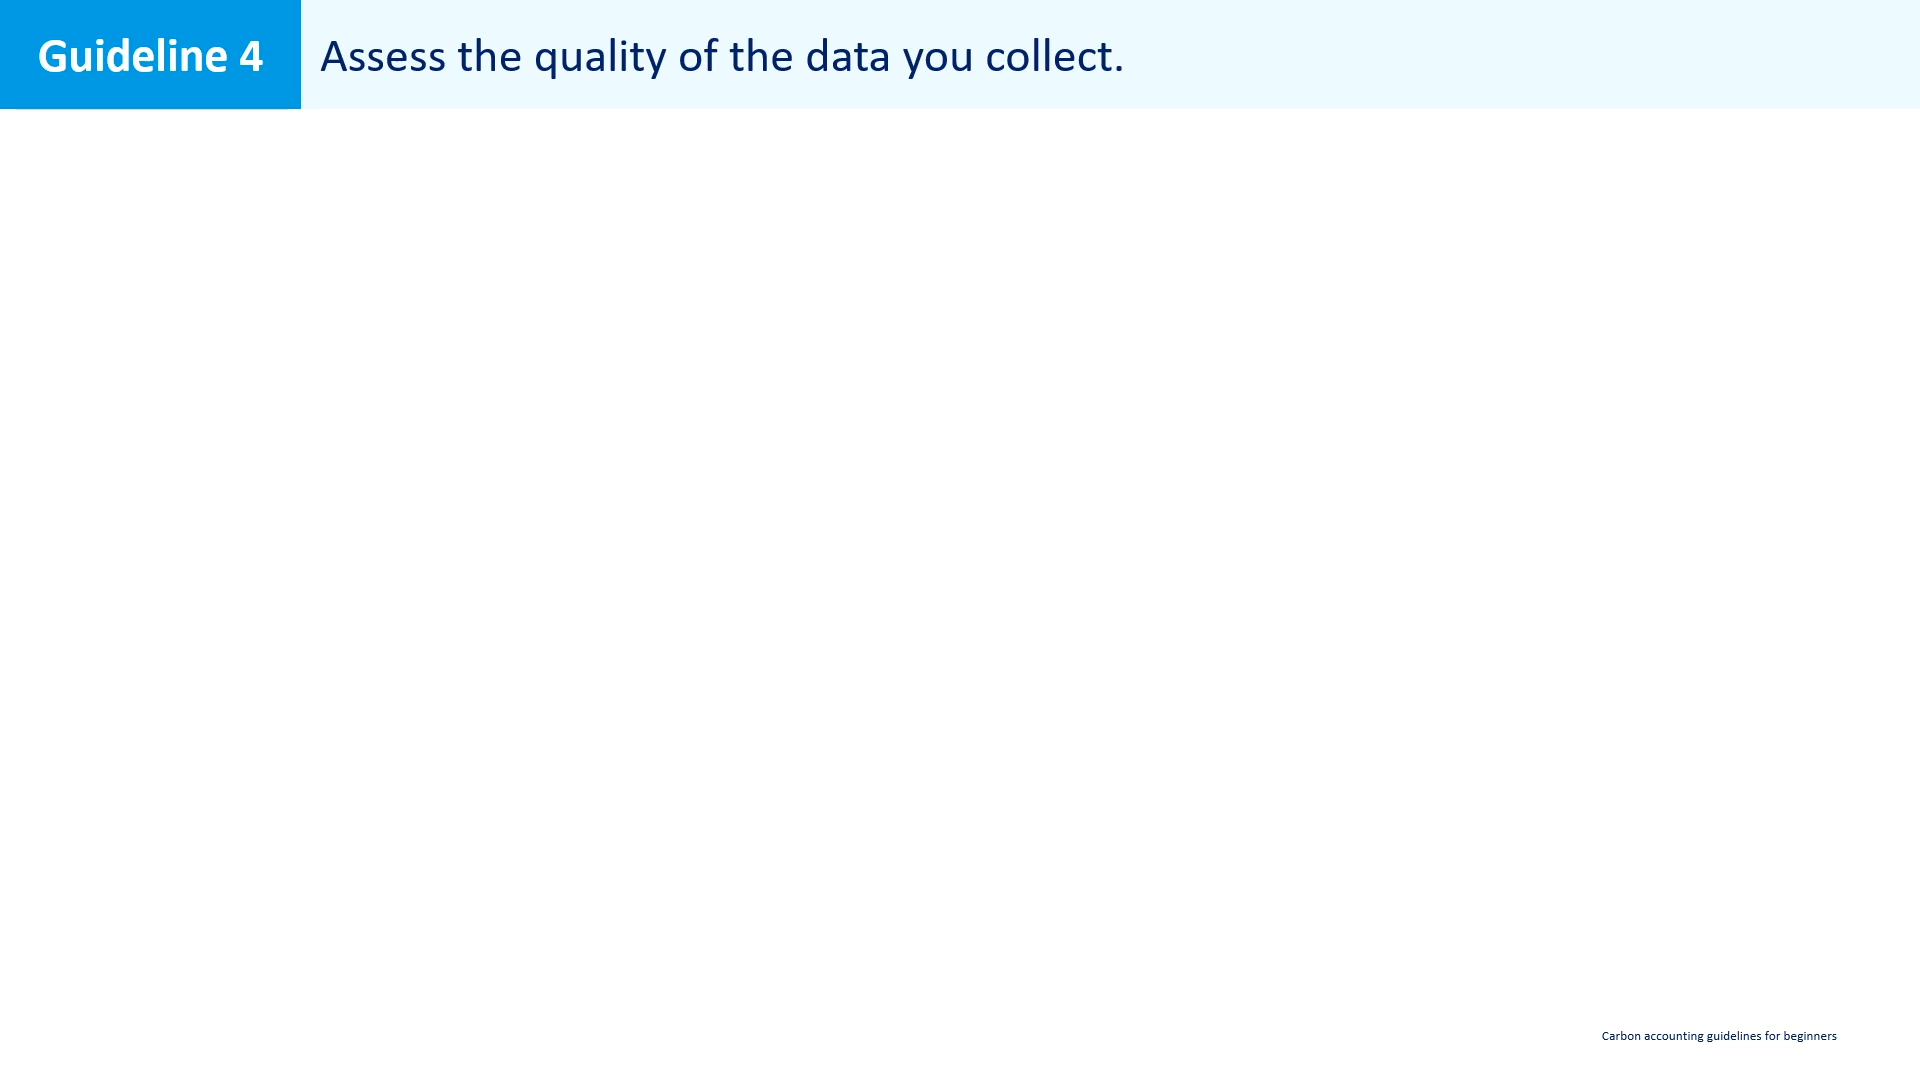 Guideline 4 Assess the quality of the data you collect.
Carbon accounting guidelines for beginners